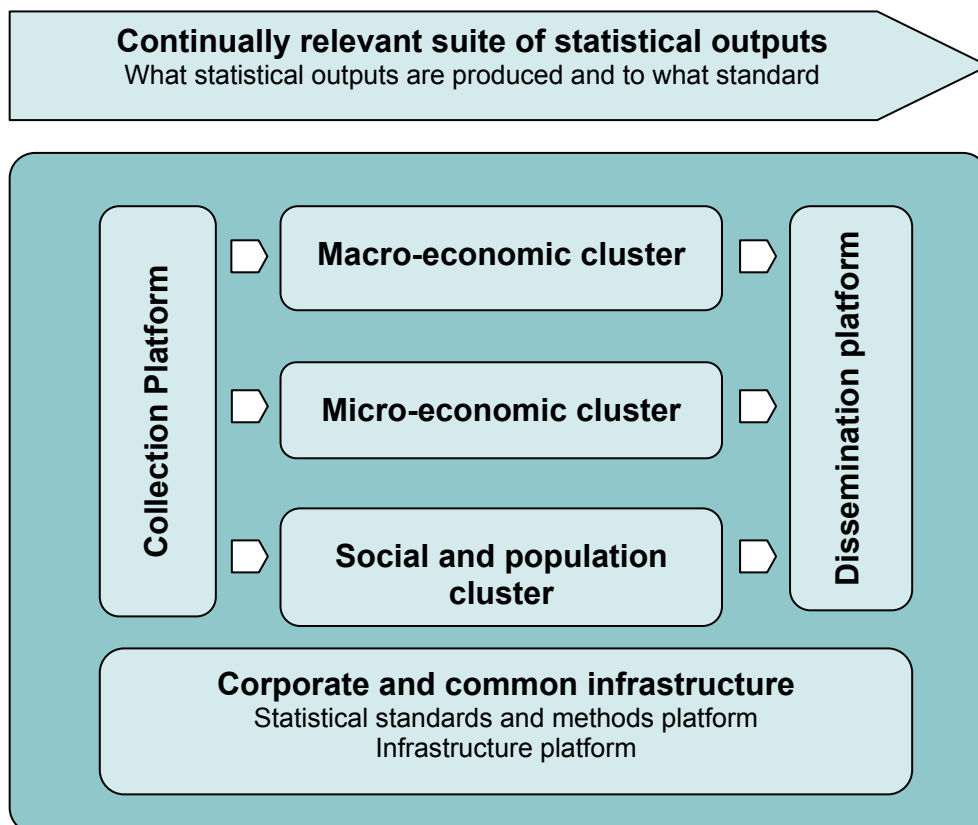 Continually relevant suite of statistical outputs
What statistical outputs are produced and to what standard
Collection Platform
Macro-economic cluster
Micro-economic cluster
Social and population
cluster
Dissemination platform
Corporate and common infrastructure
Statistical standards and methods platform
Infrastructure platform